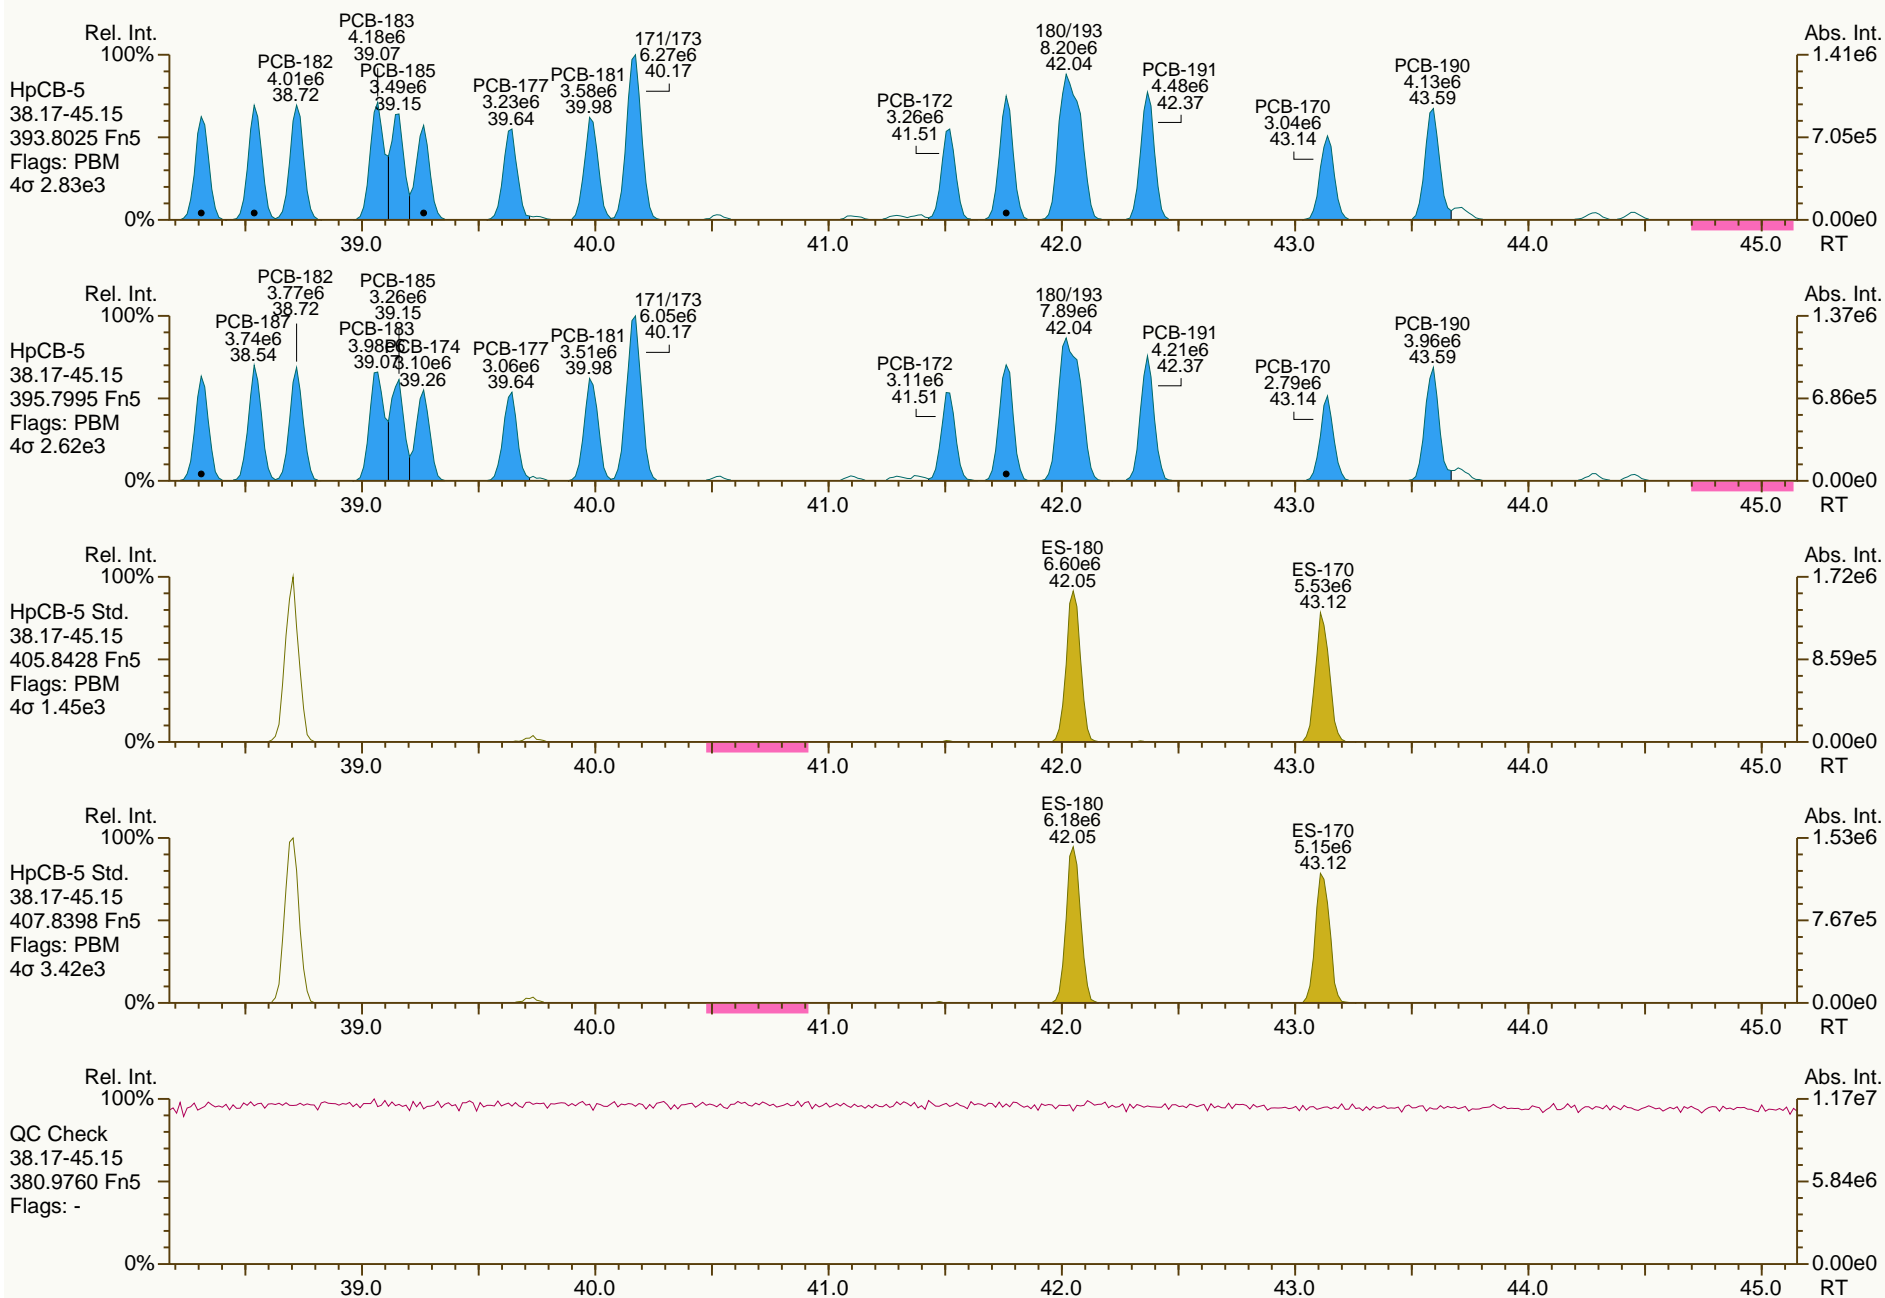 Rel. Int.
Abs. Int.
HpCB-5
38.17-45.15
393.8025 Fn5
Flags: PBM
4σ 2.83e3
100%
50%
0%
PCB-182
4.01e6
38.72
PCB-183
4.18e6
39.07
PCB-185
3.49e6
39.15
PCB-177
3.23e6
39.64
PCB-181
3.58e6
39.98
171/173
6.27e6
40.17
PCB-172
3.26e6
41.51
180/193
8.20e6
42.04
PCB-191
4.48e6
42.37
PCB-170
3.04e6
43.14
PCB-190
4.13e6
43.59
1.41e6
7.05e5
0.00e0
39.0 40.0 41.0 42.0 43.0 44.0 45.0 RT
Rel. Int.
Abs. Int.
HpCB-5
38.17-45.15
395.7995 Fn5
Flags: PBM
4σ 2.62e3
100%
50%
0%
PCB-187
3.74e6
38.54
PCB-182
3.77e6
38.72
PCB-183
3.98e6
39.07
PCB-185
3.26e6
39.15
PCB-174
3.10e6
39.26
PCB-177
3.06e6
39.64
PCB-181
3.51e6
39.98
171/173
6.05e6
40.17
PCB-172
3.11e6
41.51
180/193
7.89e6
42.04
PCB-191
4.21e6
42.37
PCB-170
2.79e6
43.14
PCB-190
3.96e6
43.59
1.37e6
6.86e5
0.00e0
39.0 40.0 41.0 42.0 43.0 44.0 45.0 RT
Rel. Int.
Abs. Int.
HpCB-5 Std.
38.17-45.15
405.8428 Fn5
Flags: PBM
4σ 1.45e3
100%
50%
0%
ES-180
6.60e6
42.05
ES-170
5.53e6
43.12
1.72e6
8.59e5
0.00e0
39.0 40.0 41.0 42.0 43.0 44.0 45.0 RT
Rel. Int.
Abs. Int.
HpCB-5 Std.
38.17-45.15
407.8398 Fn5
Flags: PBM
4σ 3.42e3
100%
50%
0%
ES-180
6.18e6
42.05
ES-170
5.15e6
43.12
1.53e6
7.67e5
0.00e0
39.0 40.0 41.0 42.0 43.0 44.0 45.0 RT
Rel. Int.
Abs. Int.
QC Check
38.17-45.15
380.9760 Fn5
Flags: -
100%
50%
0%
1.17e7
5.84e6
0.00e0
39.0 40.0 41.0 42.0 43.0 44.0 45.0 RT